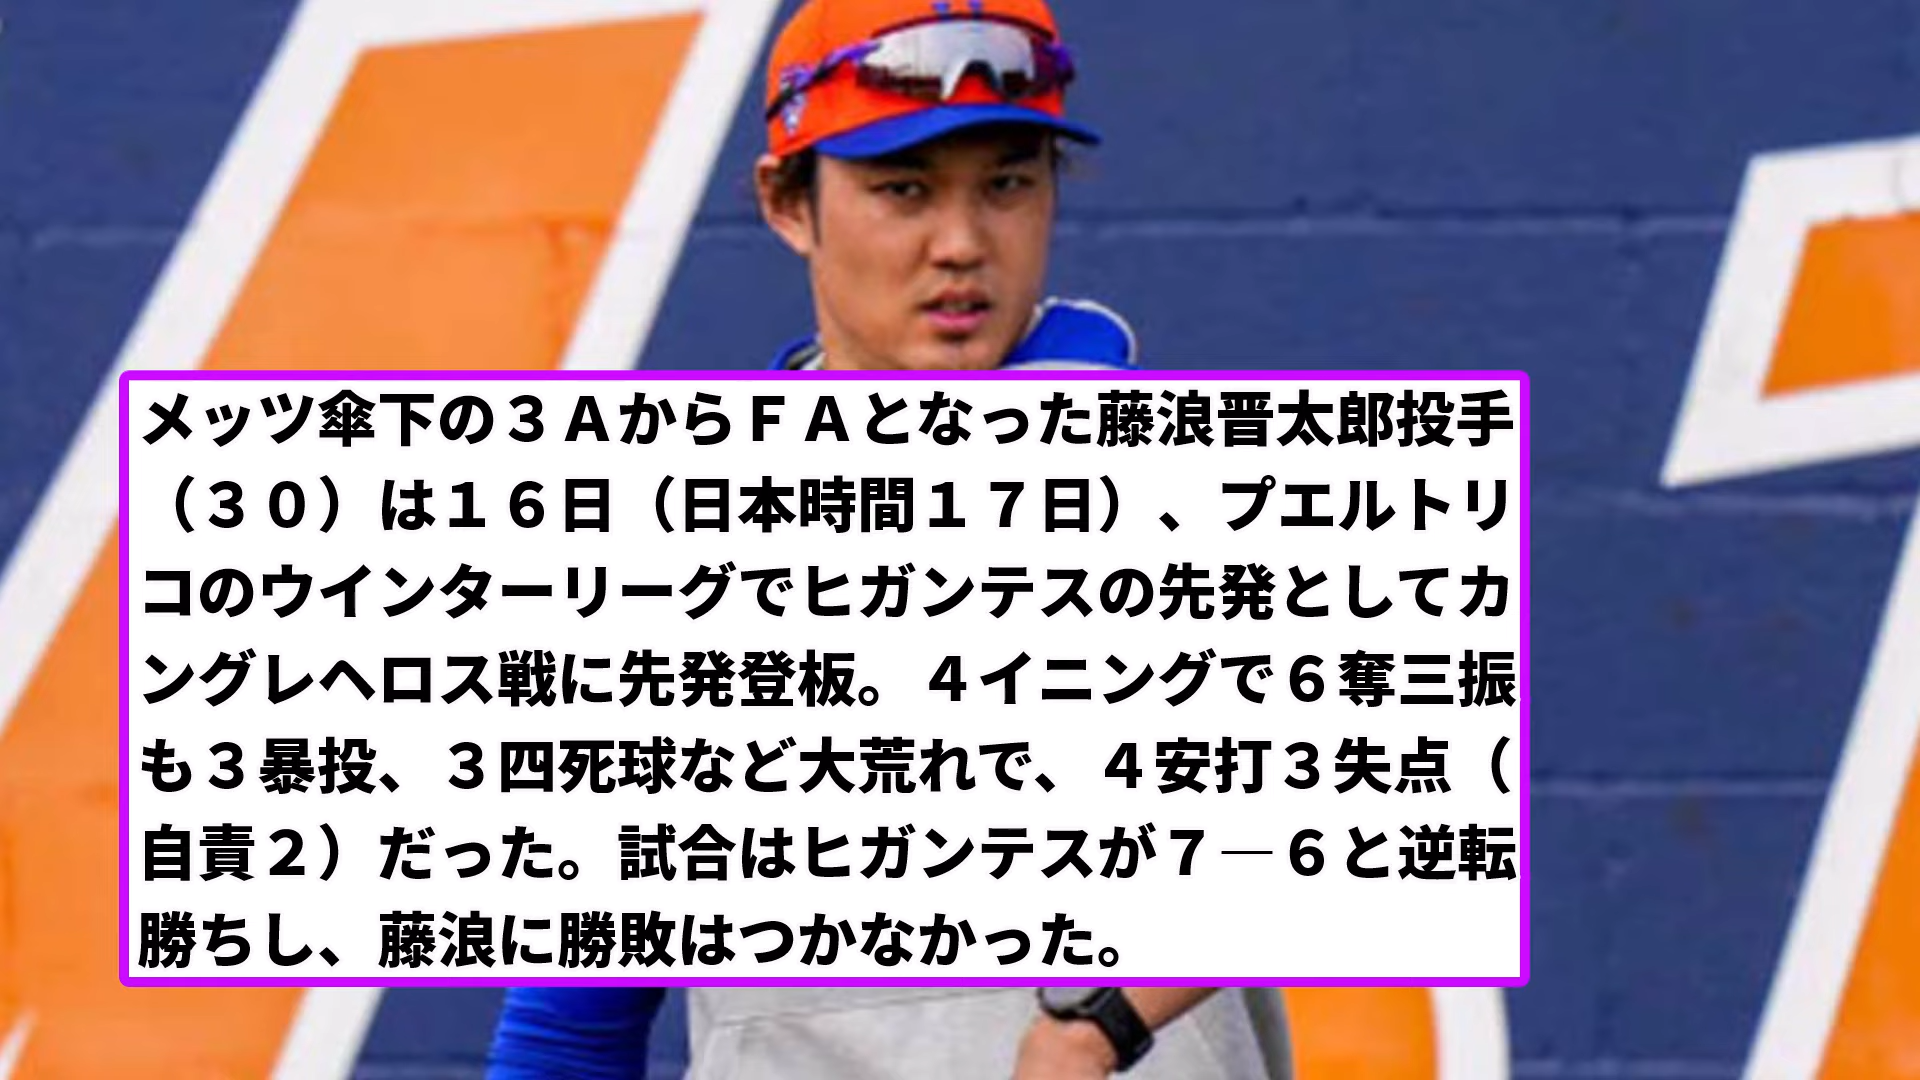 メッツ傘下の３ＡからＦＡとなった藤浪晋太郎投手
（３０）は１６日（日本時間１７日）、プエルトリ
コのウインターリーグでヒガンテスの先発としてカ
ングレヘロス戦に先発登板。４イニングで６奪三振
も３暴投、３四死球など大荒れで、４安打３失点（
自責２）だった。試合はヒガンテスが７―６と逆転
勝ちし、藤浪に勝敗はつかなかった。